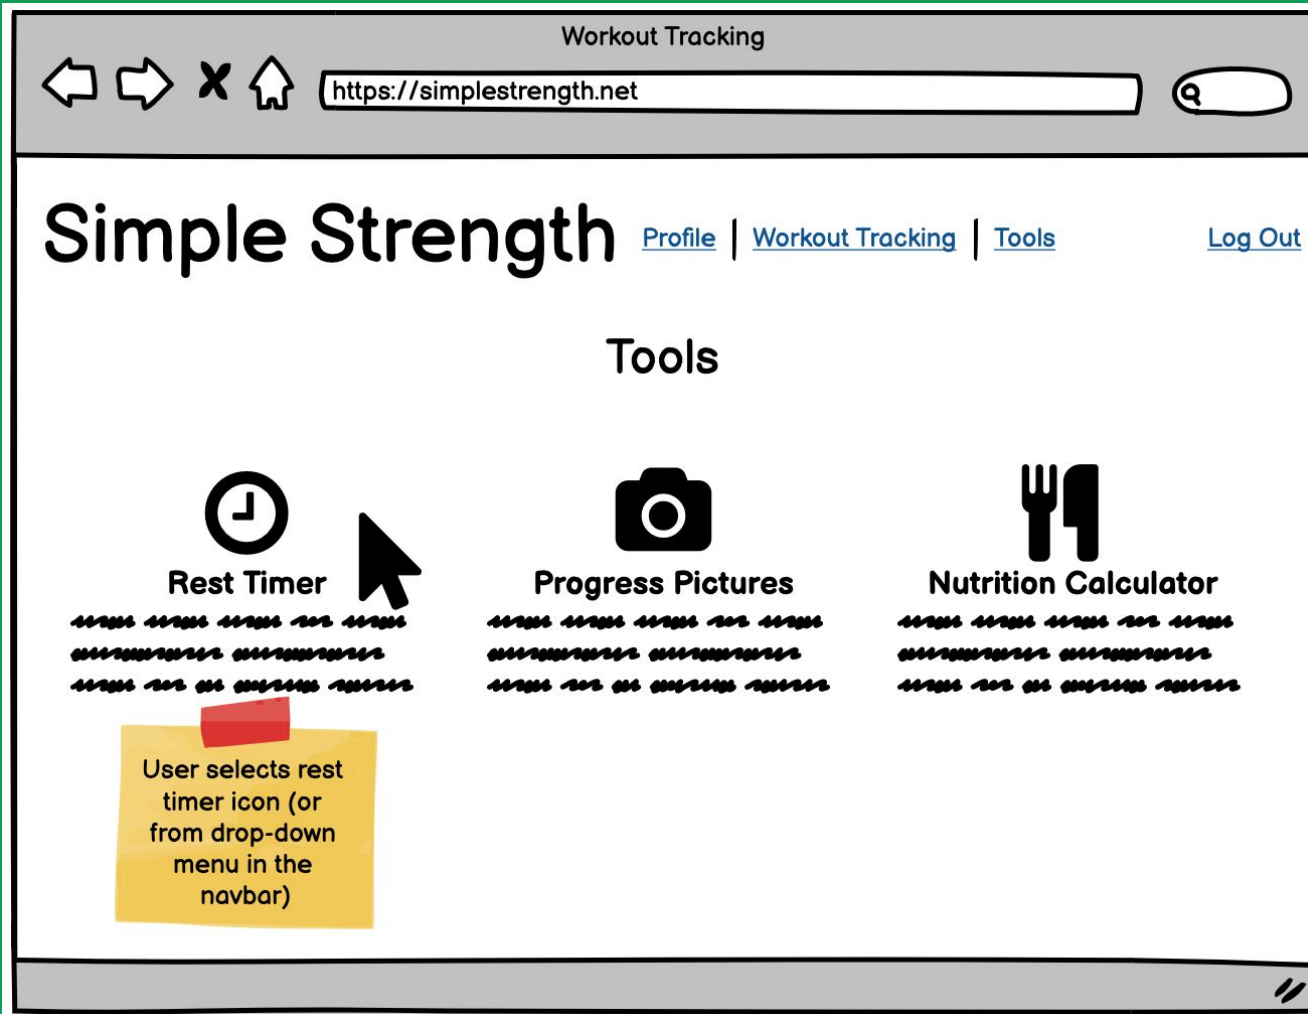 Workout Tracking
https://simplestrength.net
Simple Strength Profile | Workout Tracking | Tools Log Out
Tools
Rest Timer Progress Pictures Nutrition Calculator
User selects rest
timer icon (or
from drop-down
menu in the
navbar)